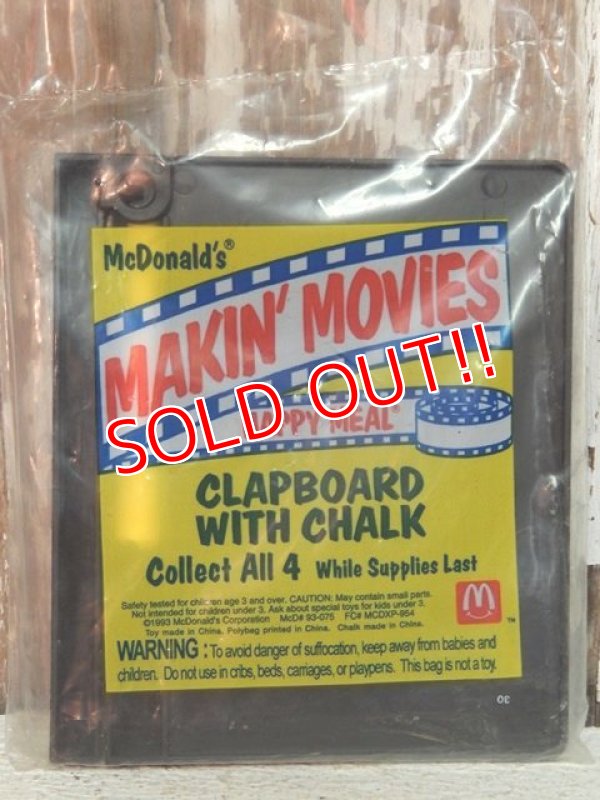 McDonald's®
MAKIN' MOVIES
SOLD OUT!!
HAPPY MEAL®
CLAPBOARD
WITH CHALK
Collect All 4 While Supplies Last
Safety tested for children age 3 and over. CAUTION: May contain small parts.
Not intended for children under 3. Ask about special toys for kids under 3.
©1993 McDonald's Corporation McD# 93-075 FC# MCDXP-954
Toy made in China. Polybag printed in China. Chalk made in China.
WARNING : To avoid danger of suffocation, keep away from babies and
children. Do not use in cribs, beds, carriages, or playpens. This bag is not a toy.
TM